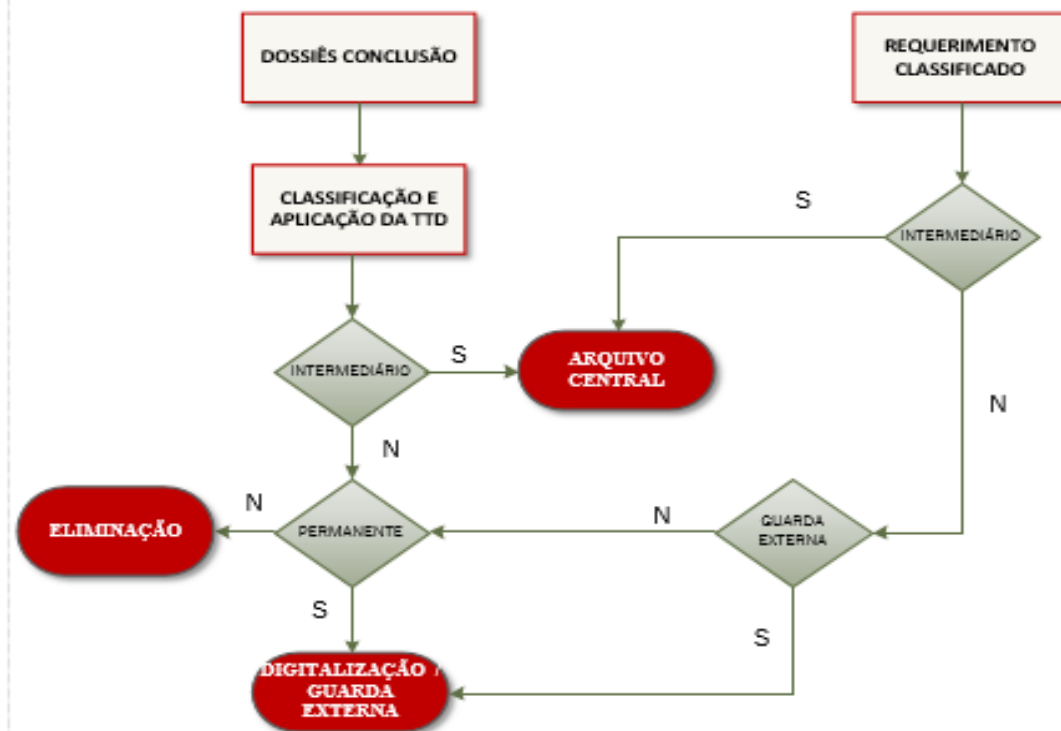 DOSSIÊS CONCLUSÃO
REQUERIMENTO
CLASSIFICADO
CLASSIFICAÇÃO E
APLICAÇÃO DA TTD
S
INTERMEDIÁRIO
INTERMEDIÁRIO
S
ARQUIVO
CENTRAL
N
N
ELIMINAÇÃO
N
PERMANENTE
N
GUARDA
EXTERNA
S
S
DIGITALIZAÇÃO /
GUARDA
EXTERNA